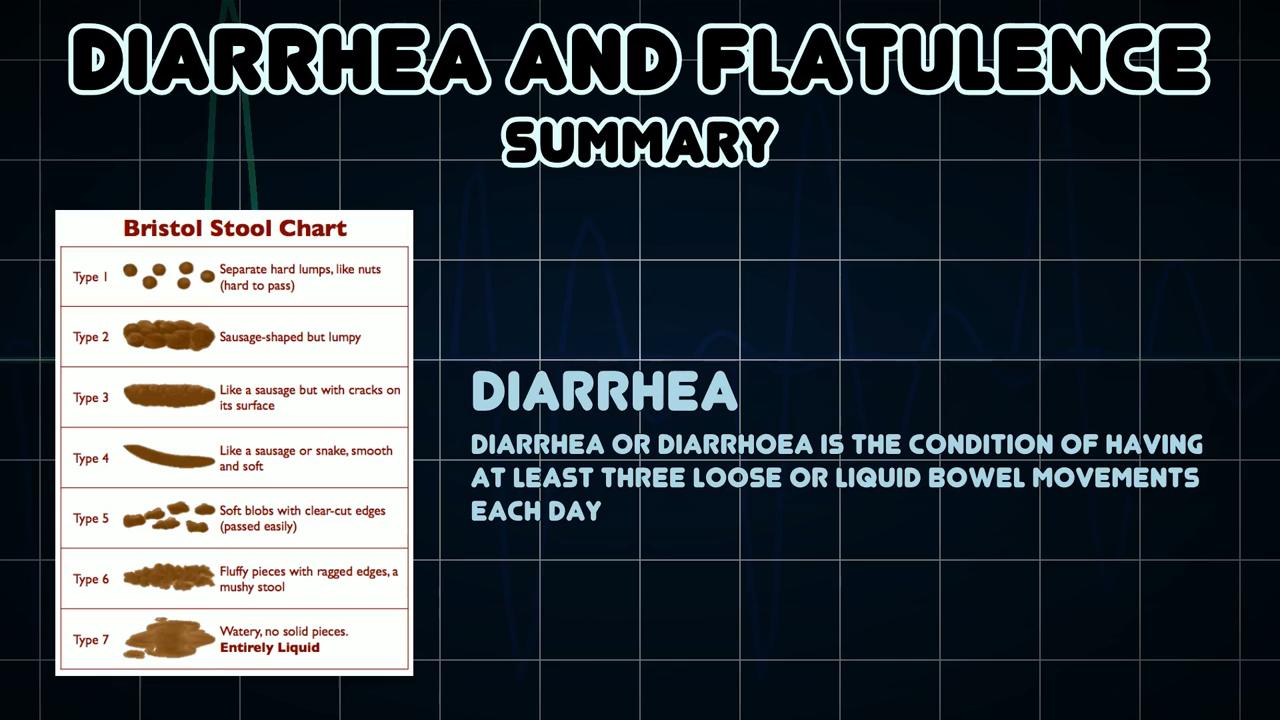 DIARRHEA AND FLATULENCE
SUMMARY
Bristol Stool Chart
Type 1
Separate hard lumps, like nuts
(hard to pass)
Type 2
Sausage-shaped but lumpy
Type 3
Like a sausage but with cracks on
its surface
Type 4
Like a sausage or snake, smooth
and soft
Type 5
Soft blobs with clear-cut edges
(passed easily)
Type 6
Fluffy pieces with ragged edges, a
mushy stool
Type 7
Watery, no solid pieces.
Entirely Liquid
DIARRHEA
DIARRHEA OR DIARRHOEA IS THE CONDITION OF HAVING
AT LEAST THREE LOOSE OR LIQUID BOWEL MOVEMENTS
EACH DAY